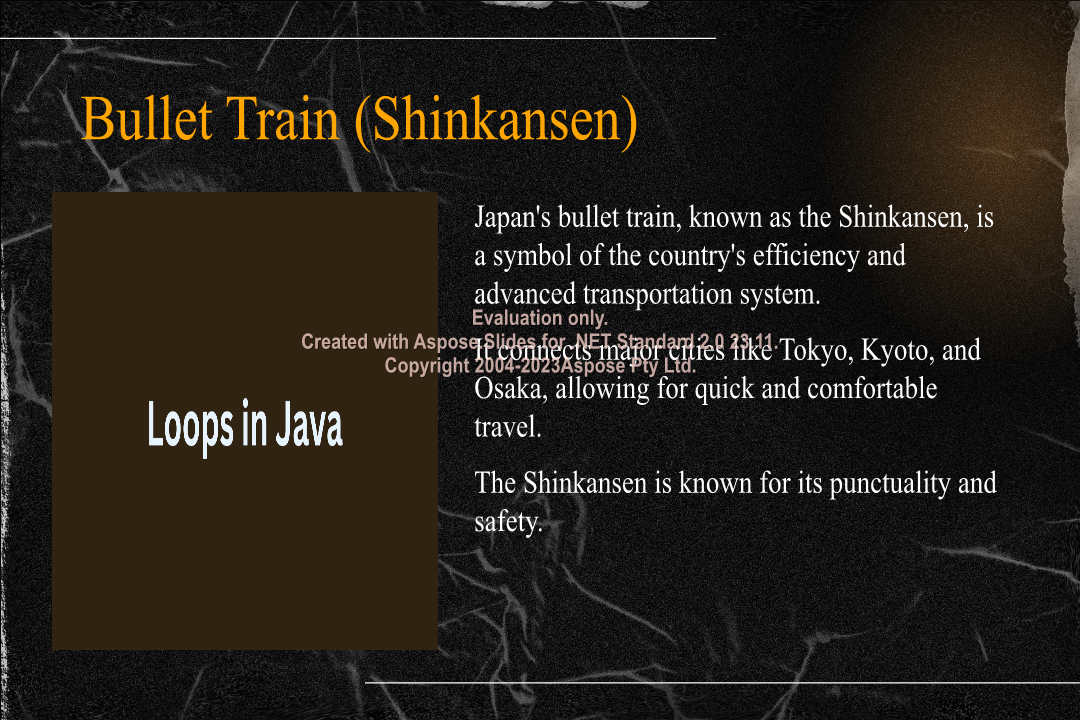 Bullet Train (Shinkansen)
Japan's bullet train, known as the Shinkansen, is
a symbol of the country's efficiency and
advanced transportation system.
Evaluation only.
Created with Aspose.Slides for .NET Standard 2.0 23.11.
Copyright 2004-2023Aspose Pty Ltd.
It connects major cities like Tokyo, Kyoto, and
Osaka, allowing for quick and comfortable
travel.
Loops in Java
The Shinkansen is known for its punctuality and
safety.